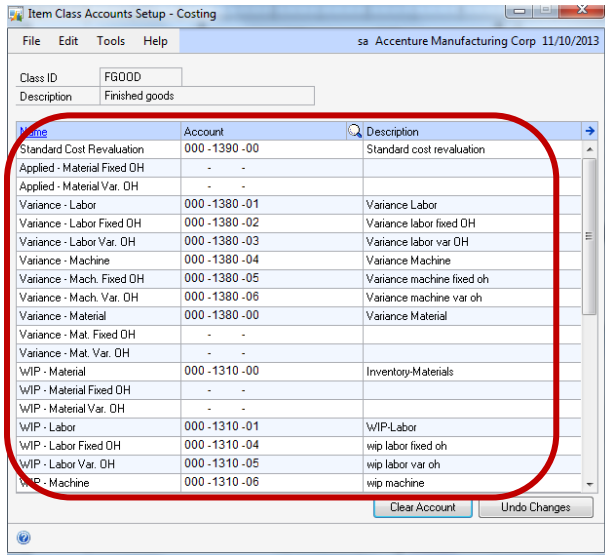 Item Class Accounts Setup - Costing
File Edit Tools Help sa Accenture Manufacturing Corp 11/10/2013
Class ID FGOOD
Description Finished goods
Name Account Description
Standard Cost Revaluation 000 -1390 -00 Standard cost revaluation
Applied - Material Fixed OH - -
Applied - Material Var. OH - -
Variance - Labor 000 -1380 -01 Variance Labor
Variance - Labor Fixed OH 000 -1380 -02 Variance labor fixed OH
Variance - Labor Var. OH 000 -1380 -03 Variance labor var OH
Variance - Machine 000 -1380 -04 Variance Machine
Variance - Mach. Fixed OH 000 -1380 -05 Variance machine fixed oh
Variance - Mach. Var. OH 000 -1380 -06 Variance machine var oh
Variance - Material 000 -1380 -00 Variance Material
Variance - Mat. Fixed OH - -
Variance - Mat. Var. OH - -
WIP - Material 000 -1310 -00 Inventory-Materials
WIP - Material Fixed OH - -
WIP - Material Var. OH - -
WIP - Labor 000 -1310 -01 WIP-Labor
WIP - Labor Fixed OH 000 -1310 -04 wip labor fixed oh
WIP - Labor Var. OH 000 -1310 -05 wip labor var oh
WIP - Machine 000 -1310 -06 wip machine
Clear Account Undo Changes